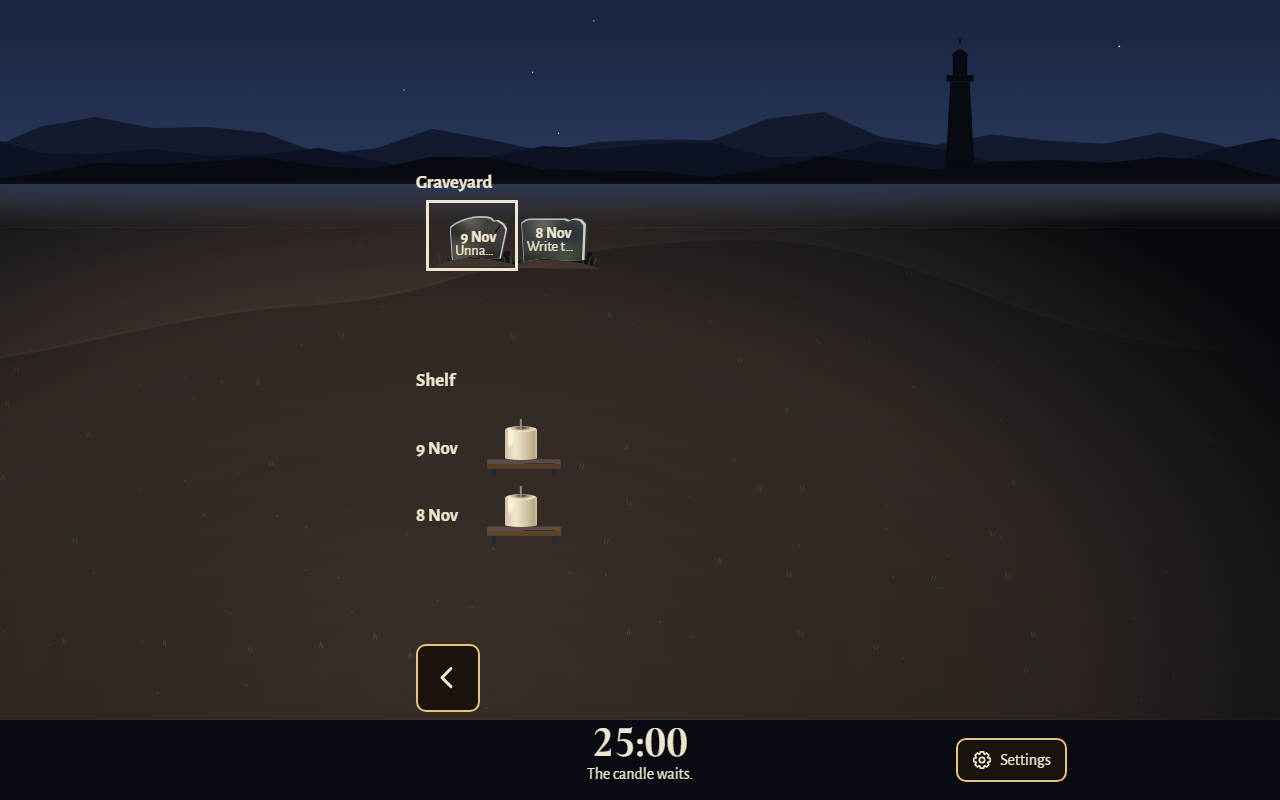 Graveyard
9 Nov
Unna...
8 Nov
Write t...
Shelf
9 Nov
8 Nov
25:00
The candle waits.
Settings